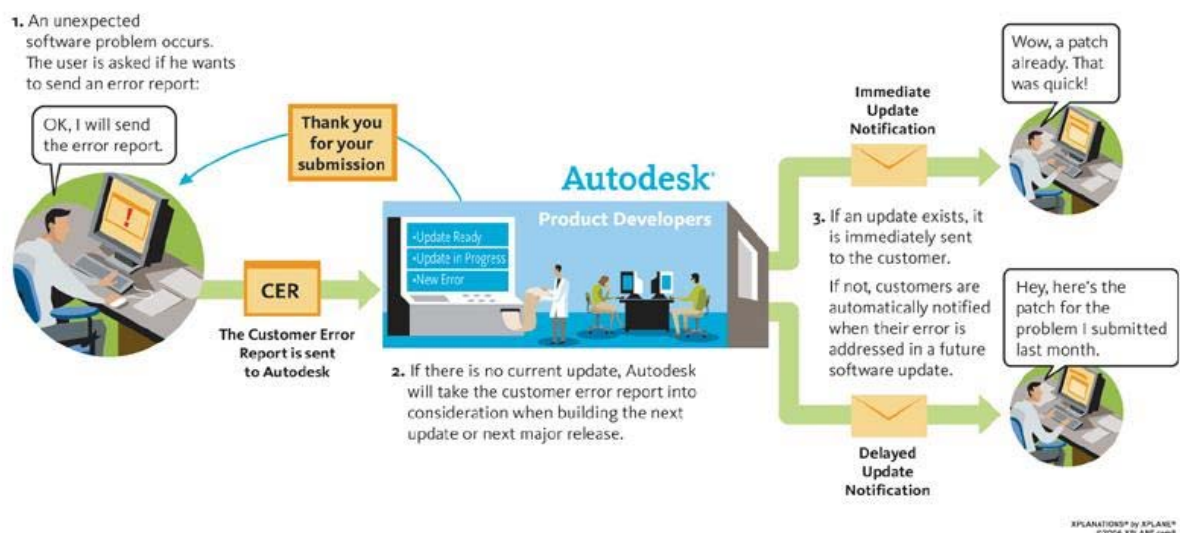 1. An unexpected
software problem occurs.
The user is asked if he wants
to send an error report:
OK, I will send
the error report.
Thank you
for your
submission
CER
The Customer Error
Report is sent
to Autodesk
Autodesk®
Product Developers
•Update Ready
•Update in Progress
•New Error
2. If there is no current update, Autodesk
will take the customer error report into
consideration when building the next
update or next major release.
Immediate
Update
Notification
Wow, a patch
already. That
was quick!
3. If an update exists, it
is immediately sent
to the customer.
If not, customers are
automatically notified
when their error is
addressed in a future
software update.
Hey, here's the
patch for the
problem I submitted
last month.
Delayed
Update
Notification
XPLANATIONS® by XPLANE®
XPLANE.com®